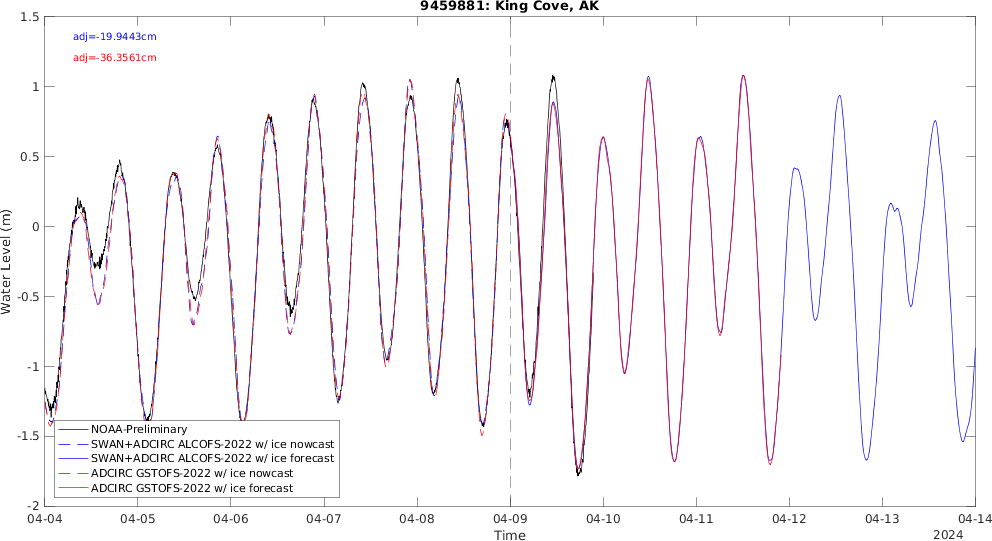 9459881: King Cove, AK
adj=-19.9443cm
adj=-36.3561cm
1.5
1
0.5
0
-0.5
-1
-1.5
-2
Water Level (m)
NOAA-Preliminary
SWAN+ADCIRC ALCOFS-2022 w/ ice nowcast
SWAN+ADCIRC ALCOFS-2022 w/ ice forecast
ADCIRC GSTOFS-2022 w/ ice nowcast
ADCIRC GSTOFS-2022 w/ ice forecast
04-04 04-05 04-06 04-07 04-08 04-09 04-10 04-11 04-12 04-13 04-14
Time
2024